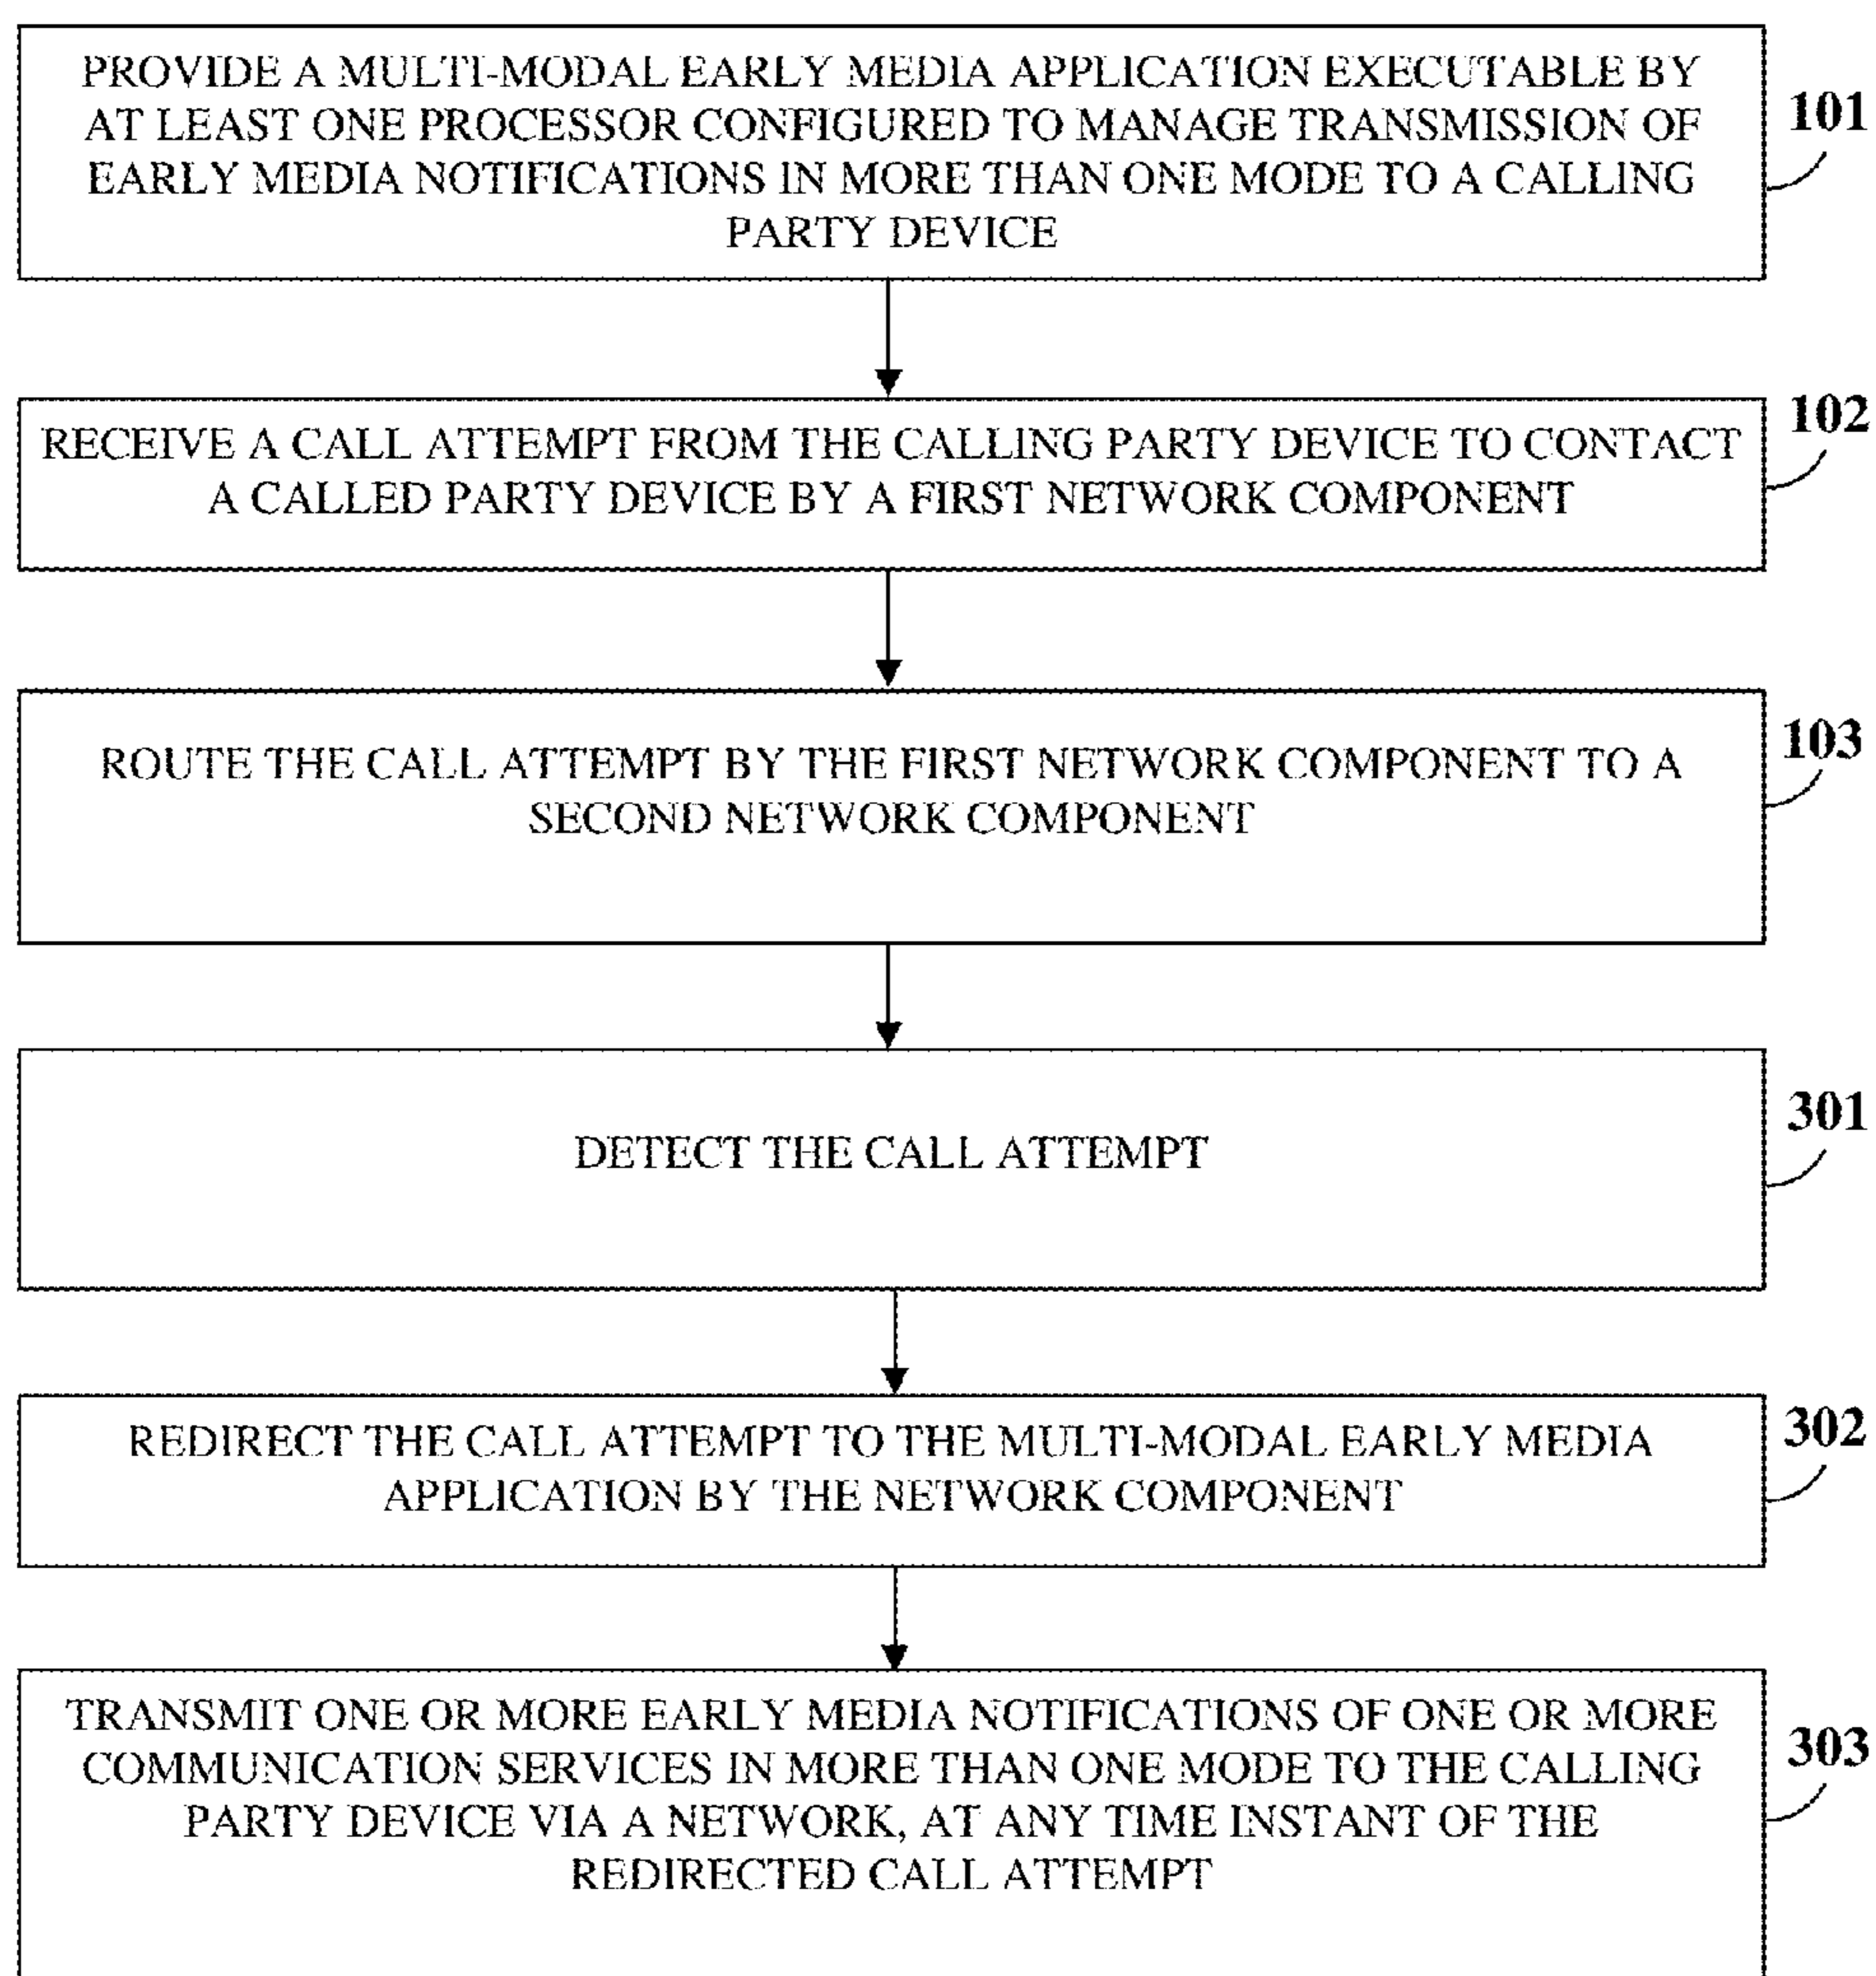 PROVIDE A MULTI-MODAL EARLY MEDIA APPLICATION EXECUTABLE BY
AT LEAST ONE PROCESSOR CONFIGURED TO MANAGE TRANSMISSION OF
EARLY MEDIA NOTIFICATIONS IN MORE THAN ONE MODE TO A CALLING
PARTY DEVICE
101
RECEIVE A CALL ATTEMPT FROM THE CALLING PARTY DEVICE TO CONTACT
A CALLED PARTY DEVICE BY A FIRST NETWORK COMPONENT
102
ROUTE THE CALL ATTEMPT BY THE FIRST NETWORK COMPONENT TO A
SECOND NETWORK COMPONENT
103
DETECT THE CALL ATTEMPT
301
REDIRECT THE CALL ATTEMPT TO THE MULTI-MODAL EARLY MEDIA
APPLICATION BY THE NETWORK COMPONENT
302
TRANSMIT ONE OR MORE EARLY MEDIA NOTIFICATIONS OF ONE OR MORE
COMMUNICATION SERVICES IN MORE THAN ONE MODE TO THE CALLING
PARTY DEVICE VIA A NETWORK, AT ANY TIME INSTANT OF THE
REDIRECTED CALL ATTEMPT
303